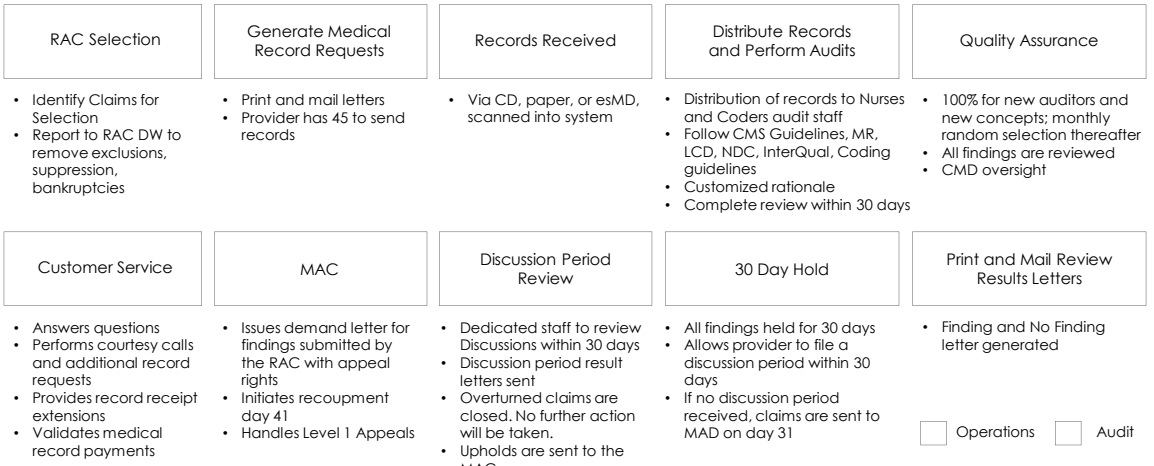 RAC Selection
• Identify Claims for
Selection
• Report to RAC DW to
remove exclusions,
suppression,
bankruptcies
Generate Medical
Record Requests
• Print and mail letters
• Provider has 45 to send
records
Records Received
• Via CD, paper, or esMD,
scanned into system
Distribute Records
and Perform Audits
• Distribution of records to Nurses
and Coders audit staff
• Follow CMS Guidelines, MR,
LCD, NDC, InterQual, Coding
guidelines
• Customized rationale
• Complete review within 30 days
Quality Assurance
• 100% for new auditors and
new concepts; monthly
random selection thereafter
• All findings are reviewed
• CMD oversight
Customer Service
• Answers questions
• Performs courtesy calls
and additional record
requests
• Provides record receipt
extensions
• Validates medical
record payments
MAC
• Issues demand letter for
findings submitted by
the RAC with appeal
rights
• Initiates recoupment
day 41
• Handles Level 1 Appeals
Discussion Period
Review
• Dedicated staff to review
Discussions within 30 days
• Discussion period result
letters sent
• Overturned claims are
closed. No further action
will be taken.
• Upholds are sent to the
30 Day Hold
• All findings held for 30 days
• Allows provider to file a
discussion period within 30
days
• If no discussion period
received, claims are sent to
MAD on day 31
Print and Mail Review
Results Letters
• Finding and No Finding
letter generated
Operations
Audit